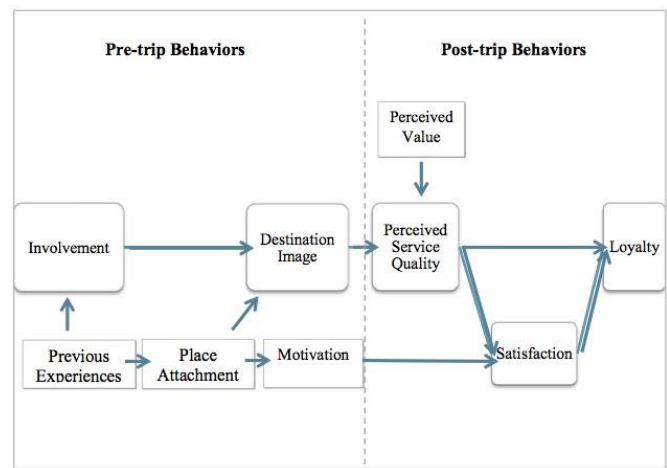 Pre-trip Behaviors
Post-trip Behaviors
Perceived
Value
Involvement
Destination
Image
Perceived
Service
Quality
Loyalty
Previous
Experiences
Place
Attachment
Motivation
Satisfaction